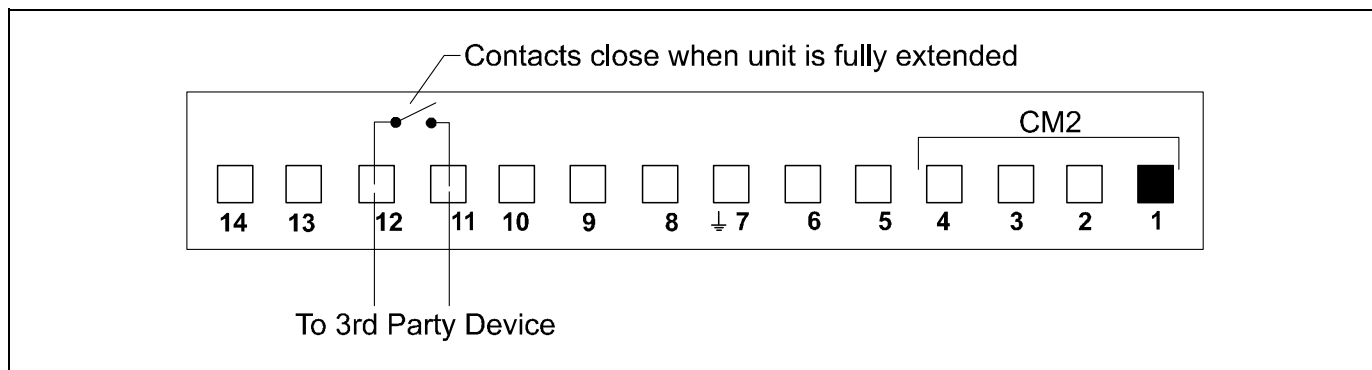 Contacts close when unit is fully extended
CM2
14 13 12 11 10 9 8 ⏚ 7 6 5 4 3 2 1
To 3rd Party Device